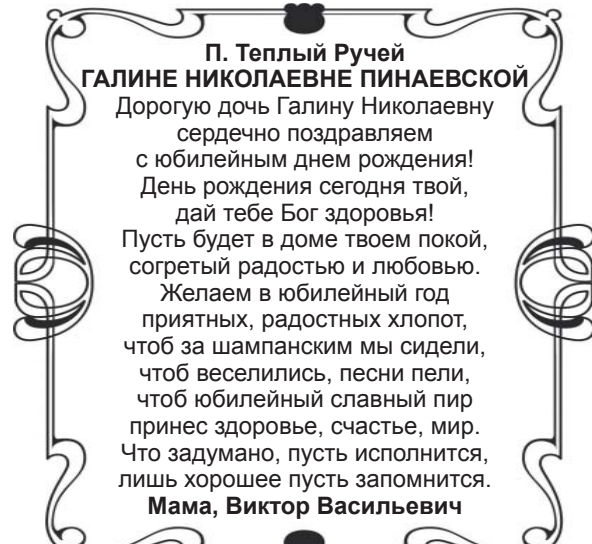 П. Теплый Ручей
ГАЛИНЕ НИКОЛАЕВНЕ ПИНАЕВСКОЙ
Дорогую дочь Галину Николаевну
сердечно поздравляем
с юбилейным днем рождения!
День рождения сегодня твой,
дай тебе Бог здоровья!
Пусть будет в доме твоем покой,
согретый радостью и любовью.
Желаем в юбилейный год
приятных, радостных хлопот,
чтоб за шампанским мы сидели,
чтоб веселились, песни пели,
чтоб юбилейный славный пир
принес здоровье, счастье, мир.
Что задумано, пусть исполнится,
лишь хорошее пусть запомнится.
Мама, Виктор Васильевич